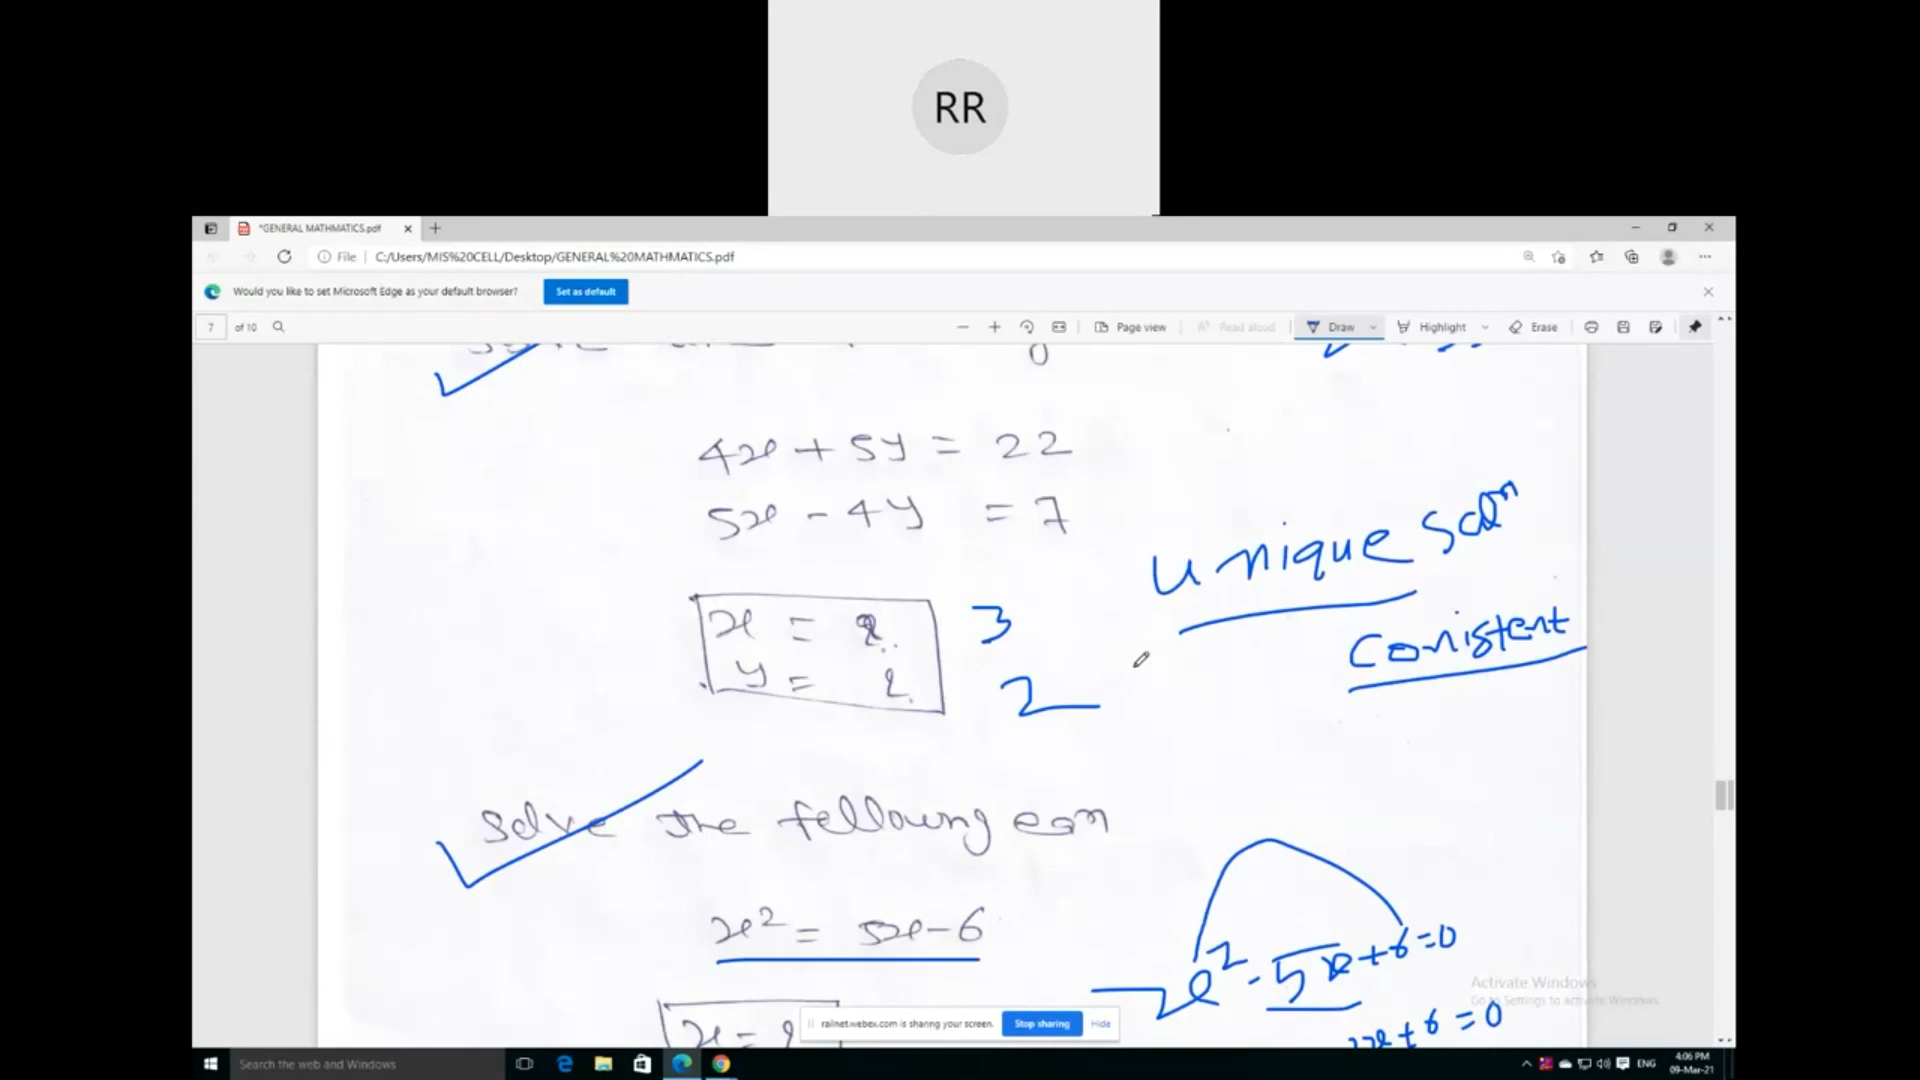 RR
*GENERAL MATHMATICS.pdf
File C:/Users/MIS%20CELL/Desktop/GENERAL%20MATHMATICS.pdf
Would you like to set Microsoft Edge as your default browser? Set as default
7 of 10 Page view Read aloud Draw Highlight Erase
4x + 5y = 22
5x - 4y = 7
unique soln
x = ? 3
Conistent
y = ? 2
Solve the following eqn
x² = 5x - 6
x² - 5x + 6 = 0
Activate Windows
Go to Settings to activate Windows.
+ 6 = 0
x = ?
railnet.webex.com is sharing your screen. Stop sharing Hide
Search the web and Windows
ENG
4:06 PM
09-Mar-21